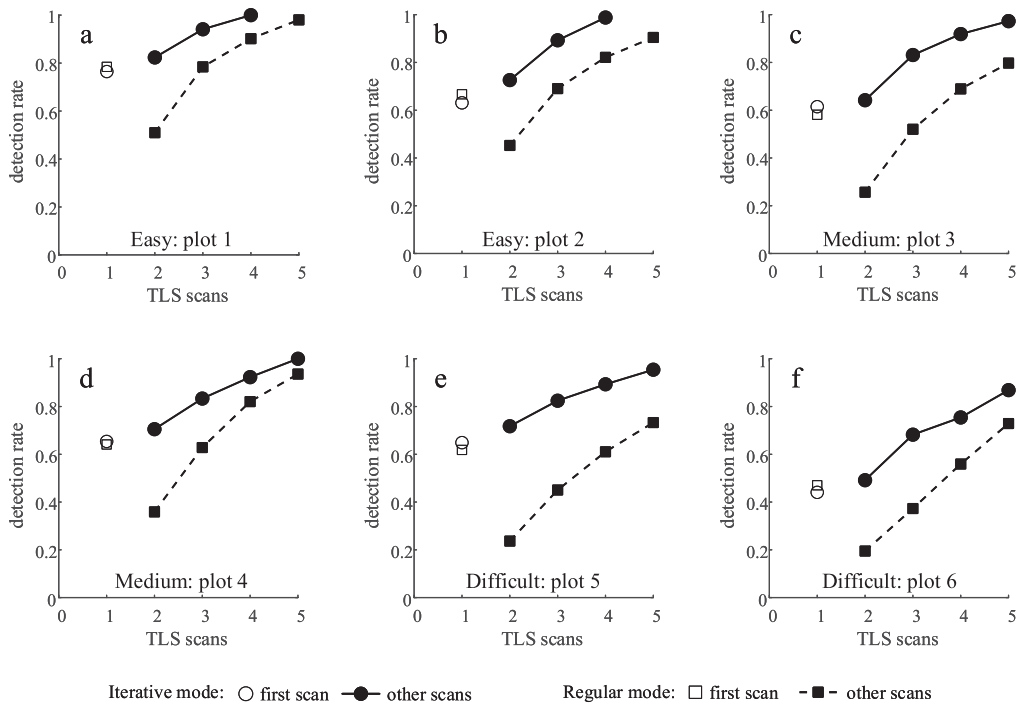 a
1
0.8
0.6
0.4
0.2
0
detection rate
Easy: plot 1
0 1 2 3 4 5
TLS scans
b
1
0.8
0.6
0.4
0.2
0
detection rate
Easy: plot 2
0 1 2 3 4 5
TLS scans
c
1
0.8
0.6
0.4
0.2
0
detection rate
Medium: plot 3
0 1 2 3 4 5
TLS scans
d
1
0.8
0.6
0.4
0.2
0
detection rate
Medium: plot 4
0 1 2 3 4 5
TLS scans
e
1
0.8
0.6
0.4
0.2
0
detection rate
Difficult: plot 5
0 1 2 3 4 5
TLS scans
f
1
0.8
0.6
0.4
0.2
0
detection rate
Difficult: plot 6
0 1 2 3 4 5
TLS scans
Iterative mode: first scan other scans Regular mode: first scan other scans